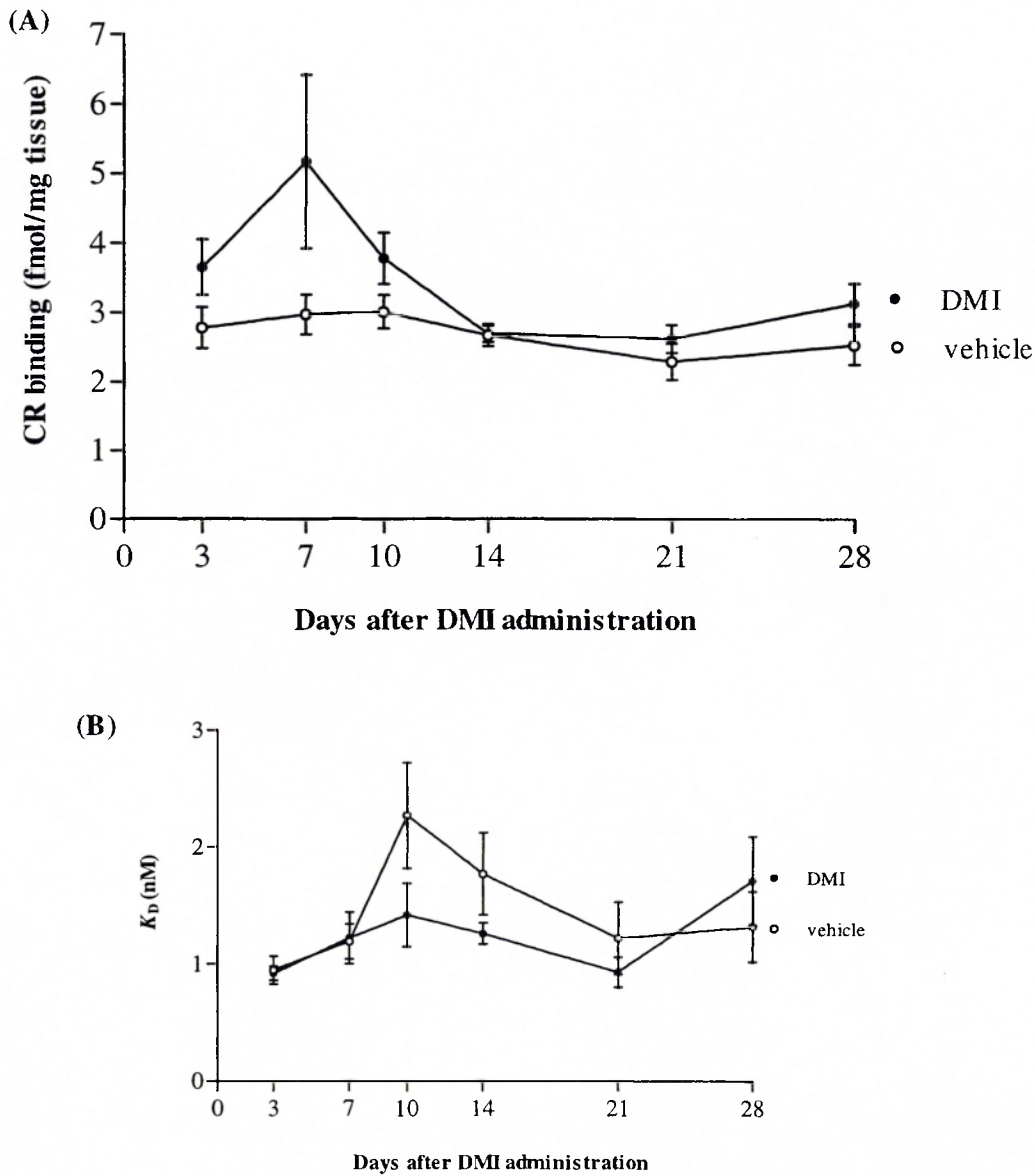 (A)
CR binding (fmol/mg tissue)
7
6
5
4
3
2
1
0
0 3 7 10 14 21 28
Days after DMI administration
DMI
vehicle
(B)
K_D (nM)
3
2
1
0
0 3 7 10 14 21 28
Days after DMI administration
DMI
vehicle